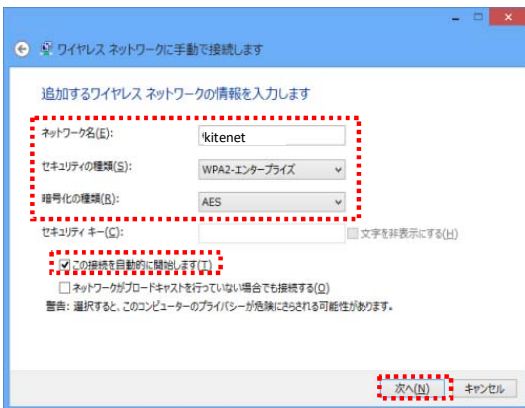 ワイヤレス ネットワークに手動で接続します
追加するワイヤレス ネットワークの情報を入力します
ネットワーク名(E): kitenet
セキュリティの種類(S): WPA2-エンタープライズ
暗号化の種類(R): AES
セキュリティ キー(C): 文字を非表示にする(H)
この接続を自動的に開始します(T)
ネットワークがブロードキャストを行っていない場合でも接続する(O)
警告: 選択すると、このコンピューターのプライバシーが危険にさらされる可能性があります。
次へ(N) キャンセル